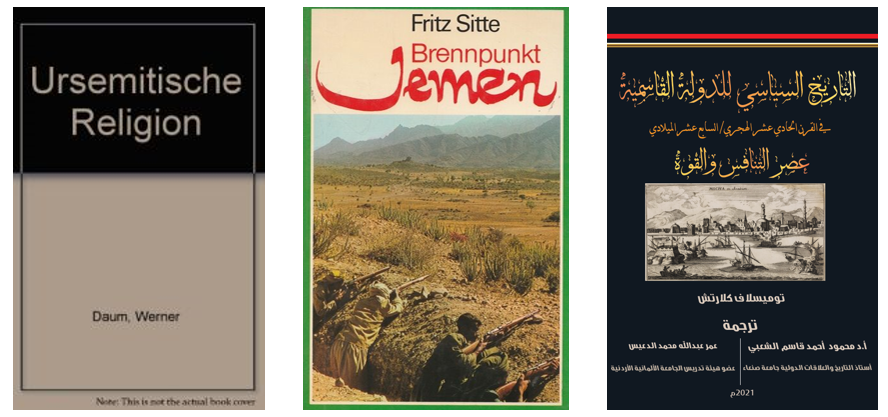 Ursemitische
Religion
Daum, Werner
Note: This is not the actual book cover
Fritz Sitte
Brennpunkt
Jemen
التاريخ السياسي للدولة القاسمية
في القرن الحادي عشر الهجري/ السابع عشر الميلادي
عصر التنافس والقوة
توميسلاف كلارتش
ترجمة
أ.د محمود أحمد قاسم الشعبي
أستاذ التاريخ والعلاقات الدولية جامعة صنعاء
عمر عبدالله محمد الدعيس
عضو هيئة تدريس الجامعة الألمانية الأردنية
2021م